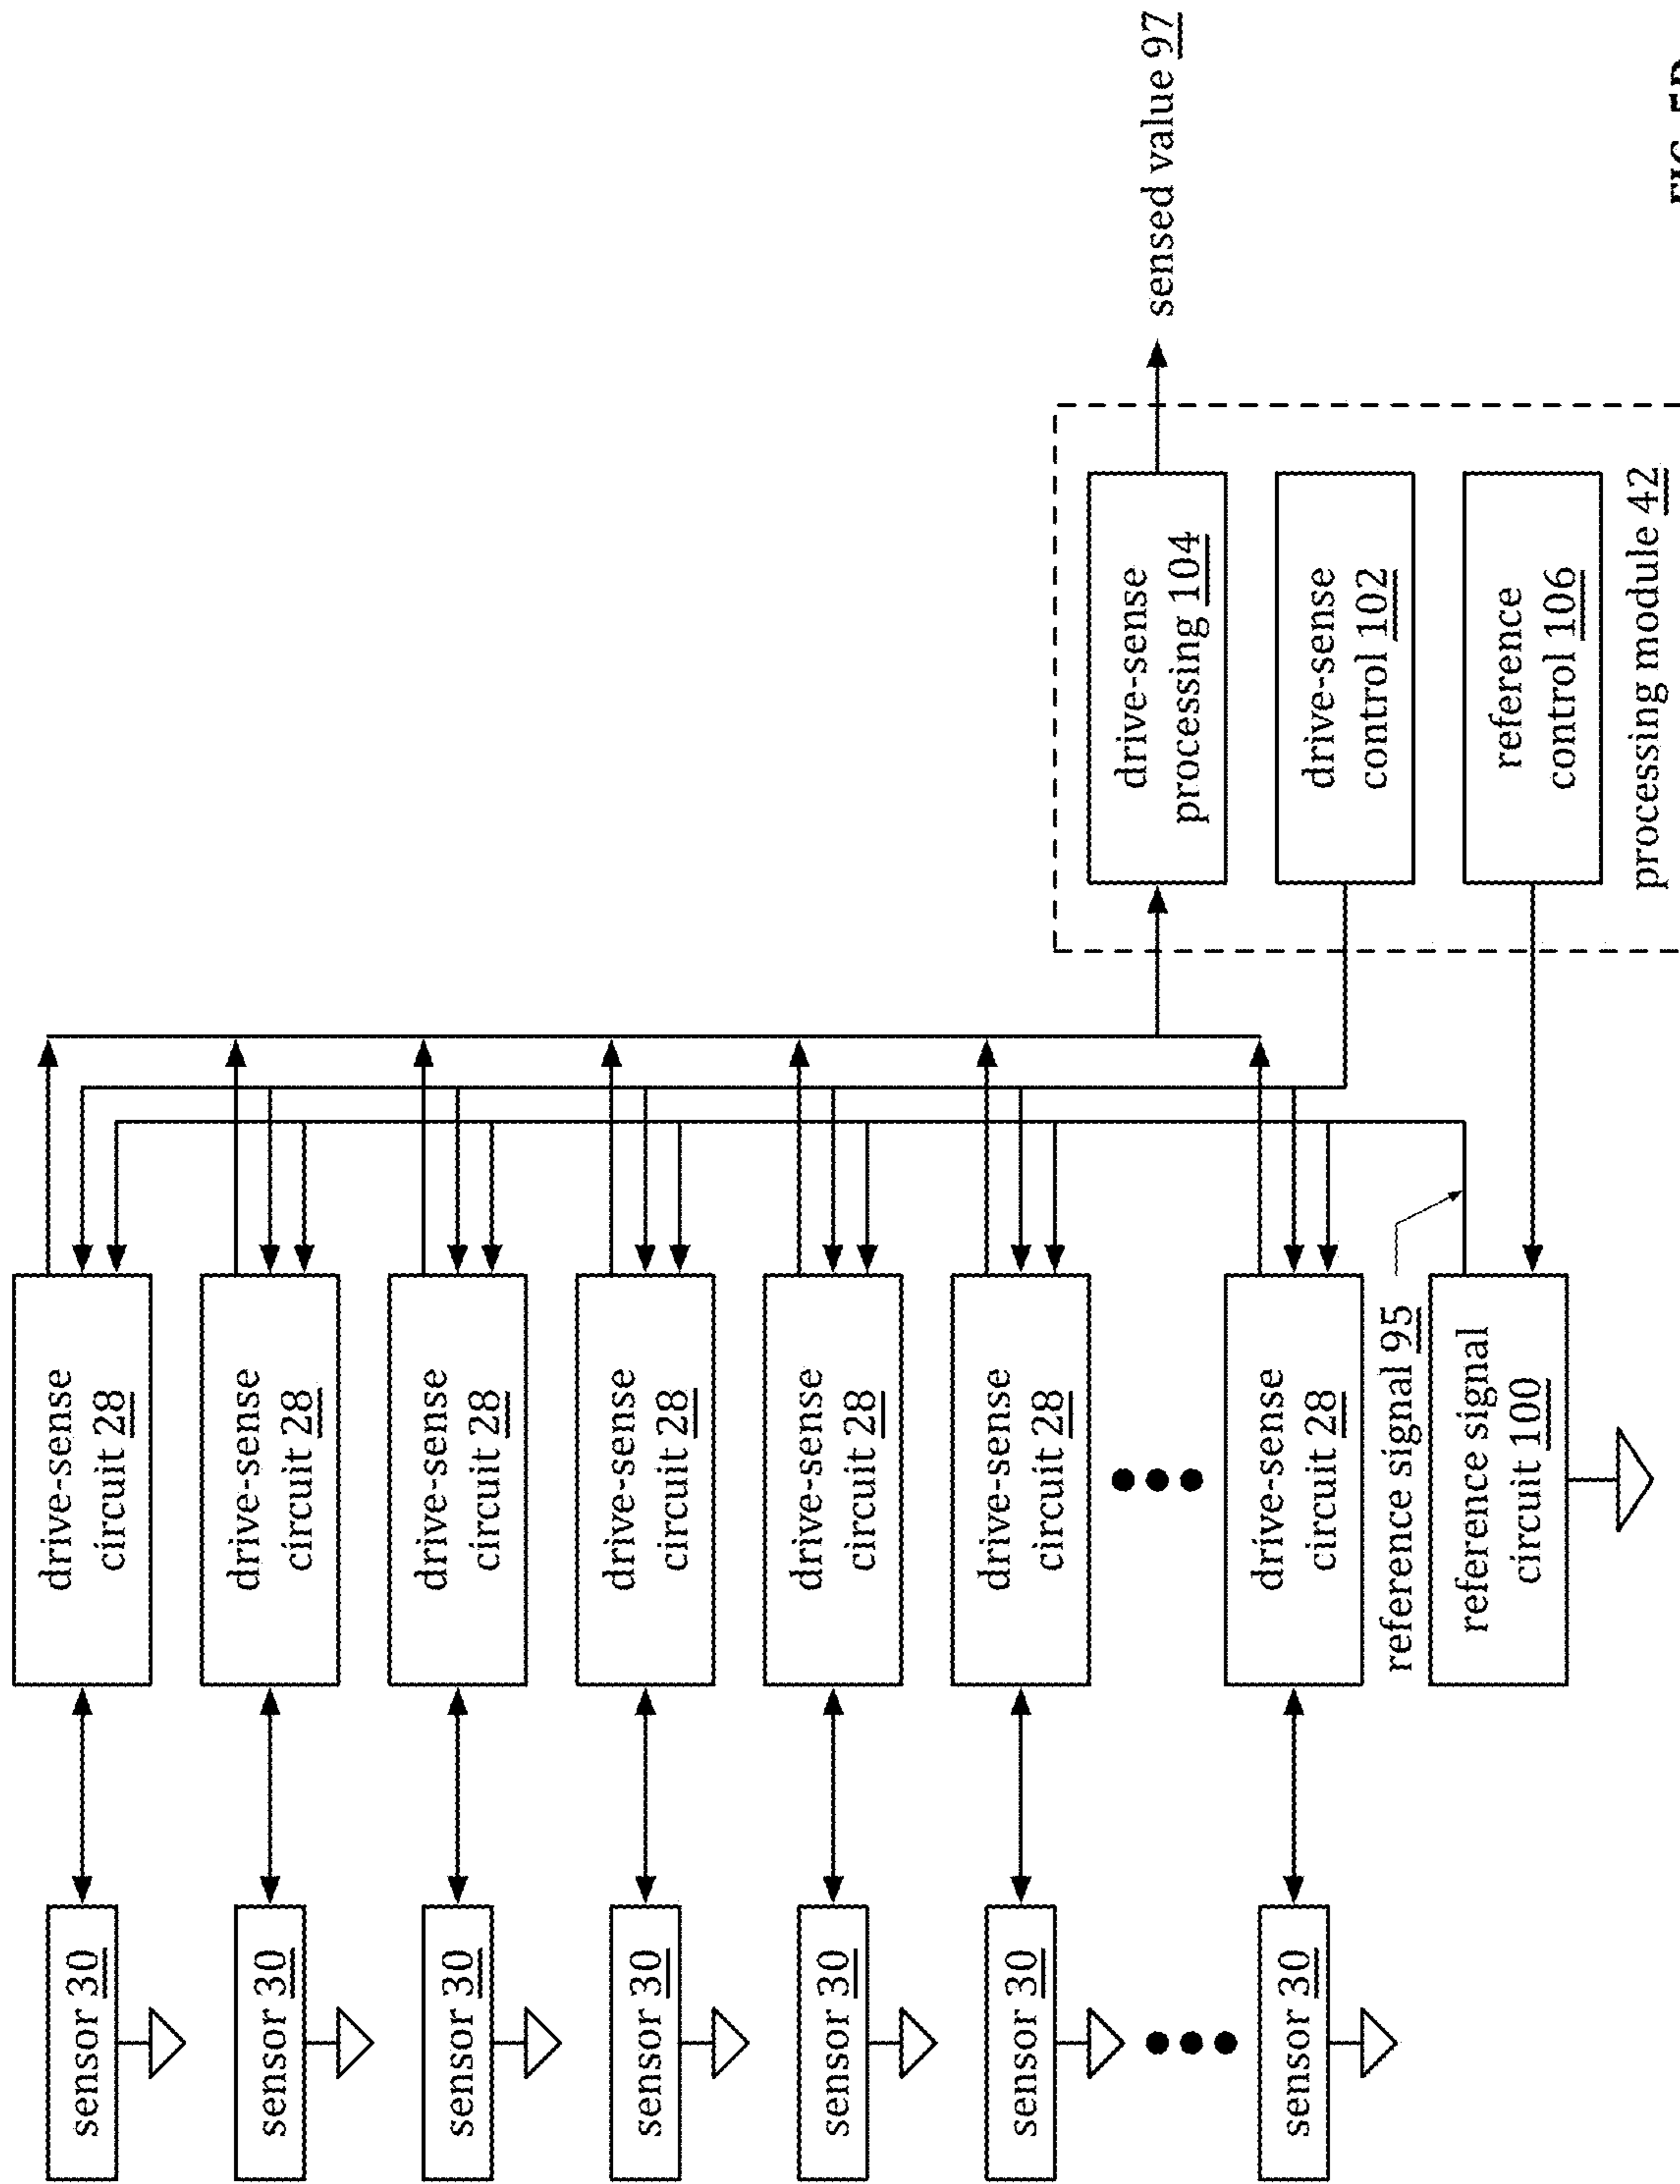 sensor 30
drive-sense
circuit 28
sensor 30
drive-sense
circuit 28
sensor 30
drive-sense
circuit 28
sensor 30
drive-sense
circuit 28
sensor 30
drive-sense
circuit 28
sensor 30
drive-sense
circuit 28
drive-sense
processing 104
sensed value 97
sensor 30
drive-sense
circuit 28
drive-sense
control 102
reference signal 95
reference signal
circuit 100
reference
control 106
processing module 42
FIG.